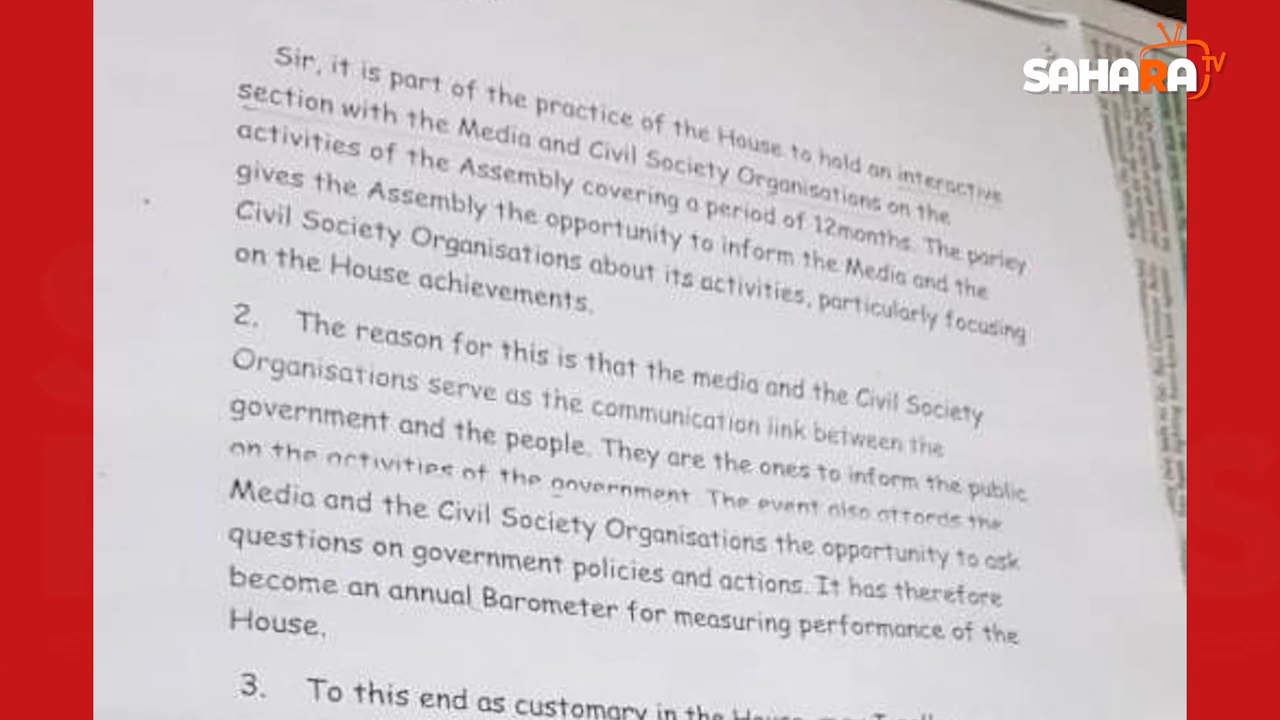 SAHARA TV
Sir, it is part of the practice of the House to hold an interactive
section with the Media and Civil Society Organisations on the
activities of the Assembly covering a period of 12months. The parley
gives the Assembly the opportunity to inform the Media and the
Civil Society Organisations about its activities, particularly focusing
on the House achievements.
2. The reason for this is that the media and the Civil Society
Organisations serve as the communication link between the
government and the people. They are the ones to inform the public
on the activities of the government. The event also affords the
Media and the Civil Society Organisations the opportunity to ask
questions on government policies and actions. It has therefore
become an annual Barometer for measuring performance of the
House.
3. To this end as customary in the House